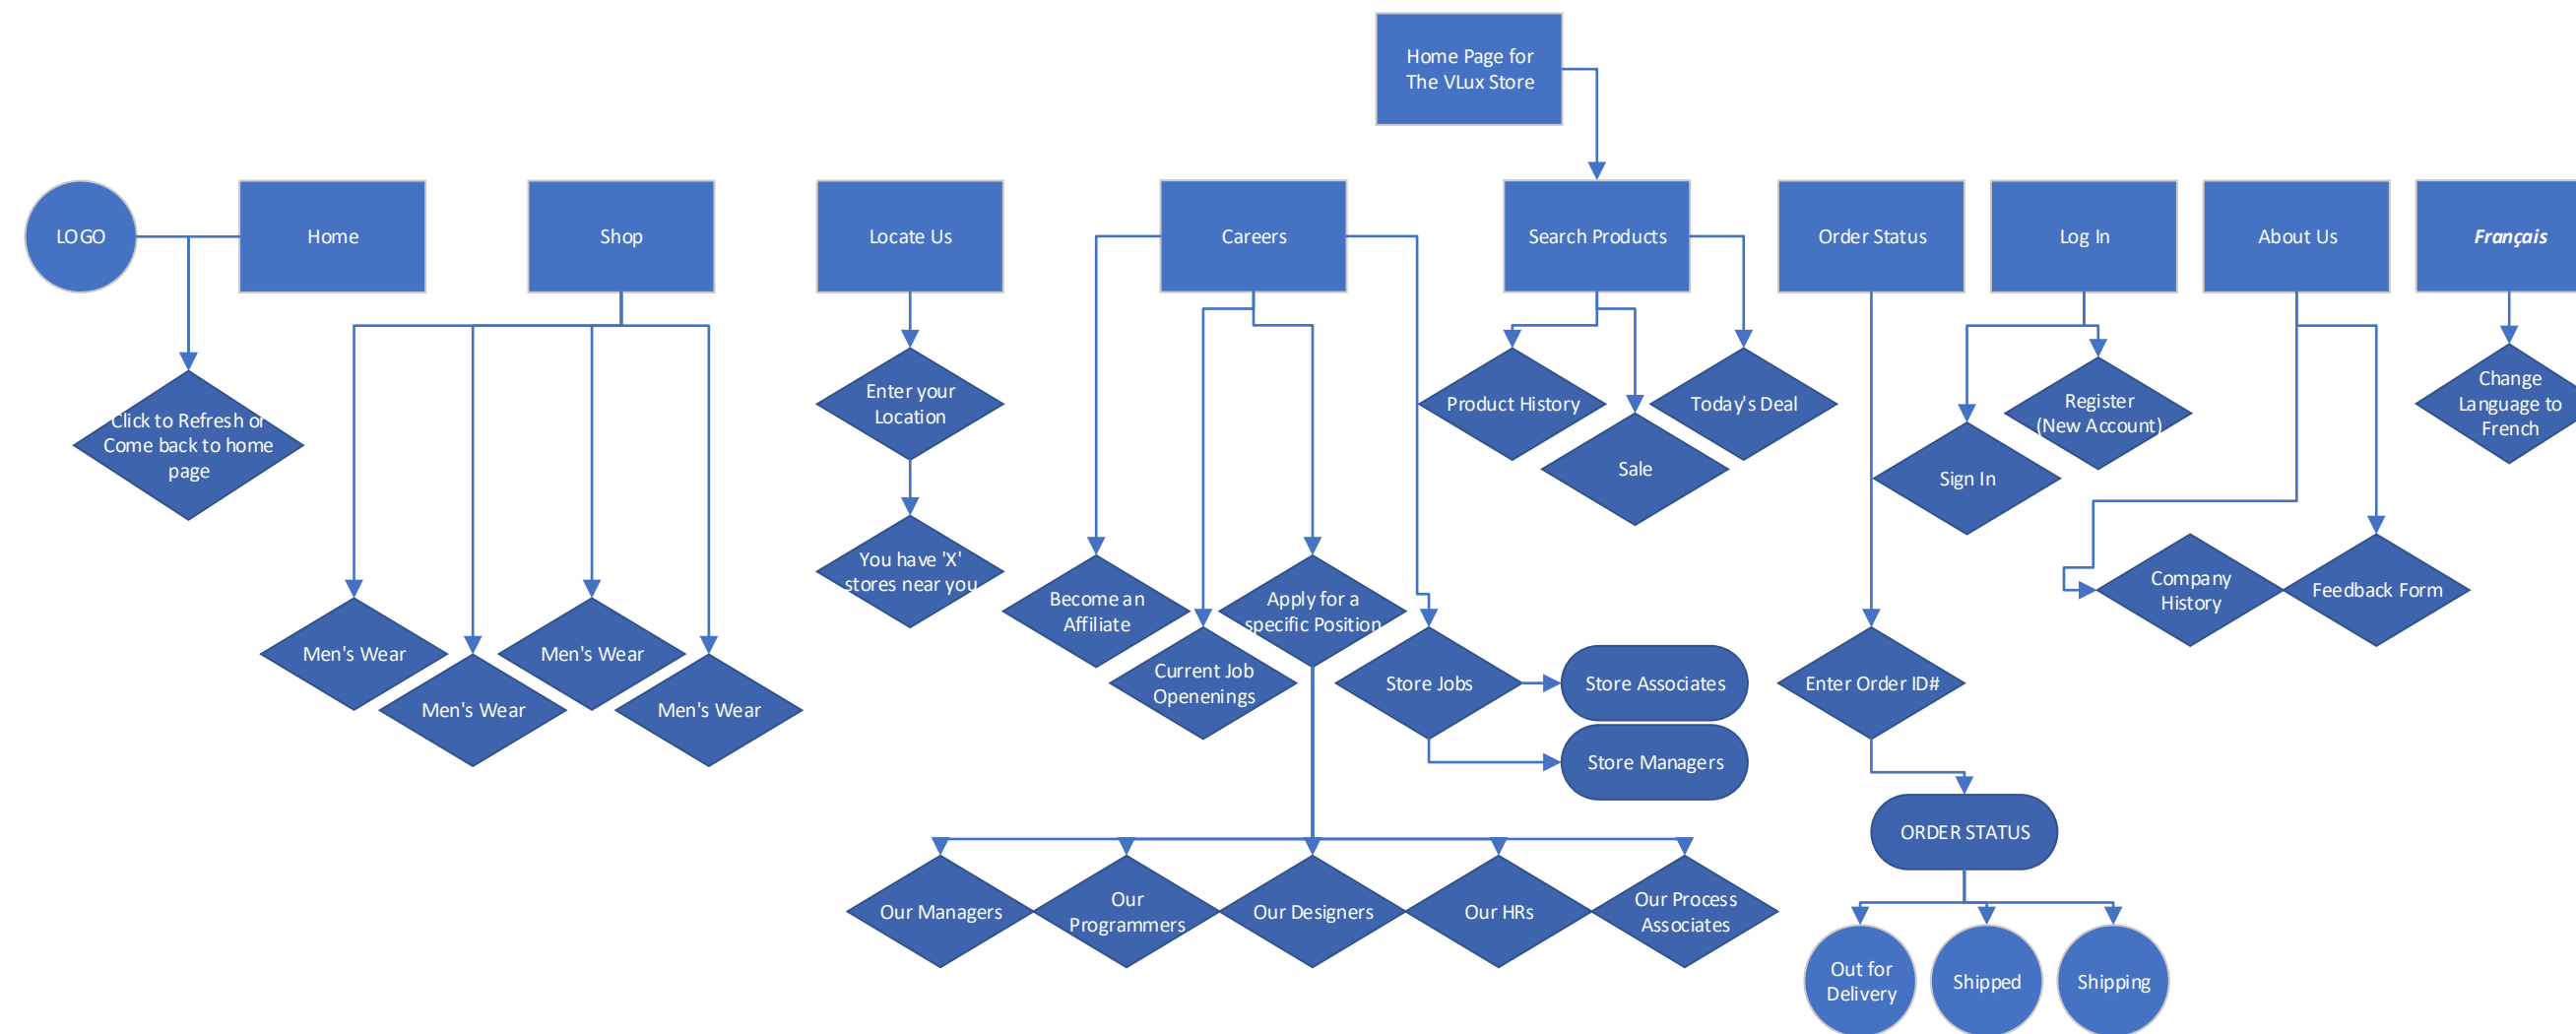 Home Page for
The VLux Store
LOGO
Home
Shop
Locate Us
Careers
Search Products
Order Status
Log In
About Us
Français
Click to Refresh or
Come back to home
page
Enter your
Location
Product History
Today's Deal
Sale
Register
(New Account)
Sign In
Change
Language to
French
You have 'X'
stores near you
Become an
Affiliate
Apply for a
specific Position
Current Job
Openenings
Store Jobs
Store Associates
Store Managers
Company
History
Feedback Form
Men's Wear
Men's Wear
Men's Wear
Men's Wear
Enter Order ID#
ORDER STATUS
Our Managers
Our
Programmers
Our Designers
Our HRs
Our Process
Associates
Out for
Delivery
Shipped
Shipping